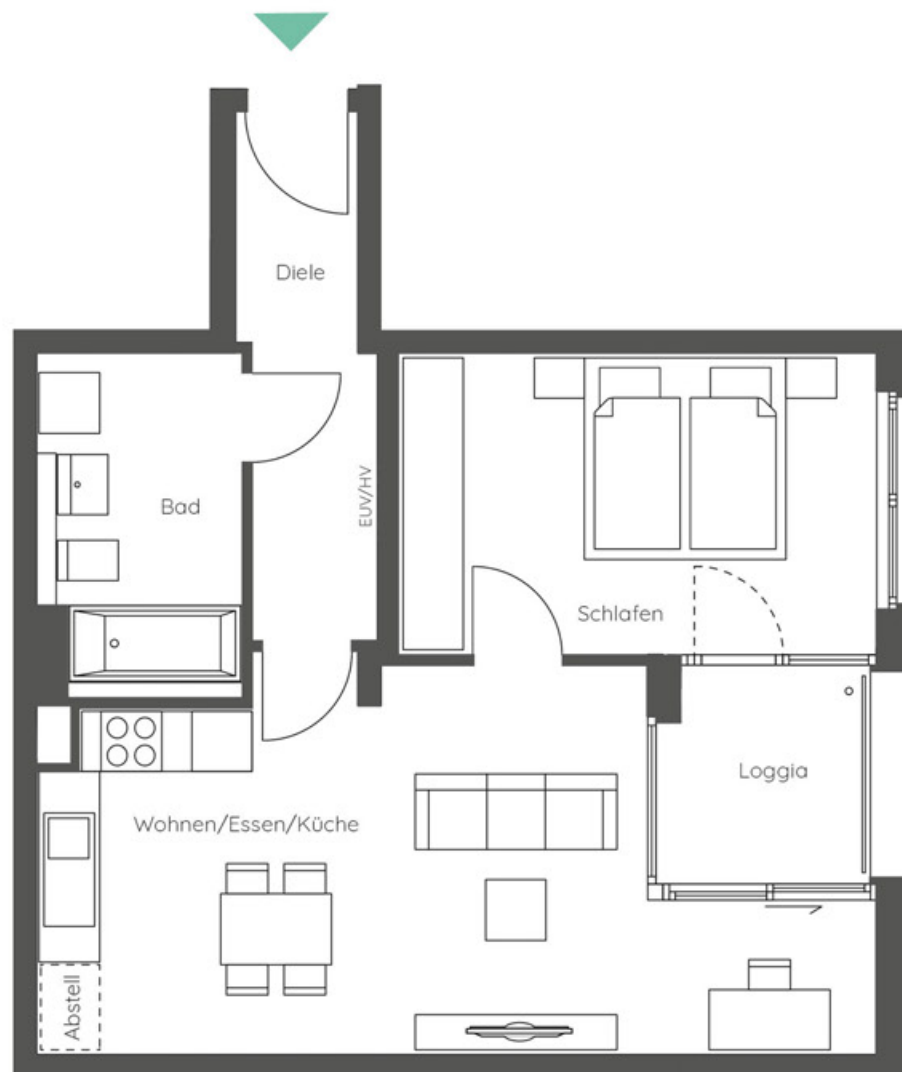 Diele
Bad
EUV/HV
Schlafen
Loggia
Wohnen/Essen/Küche
Abstell